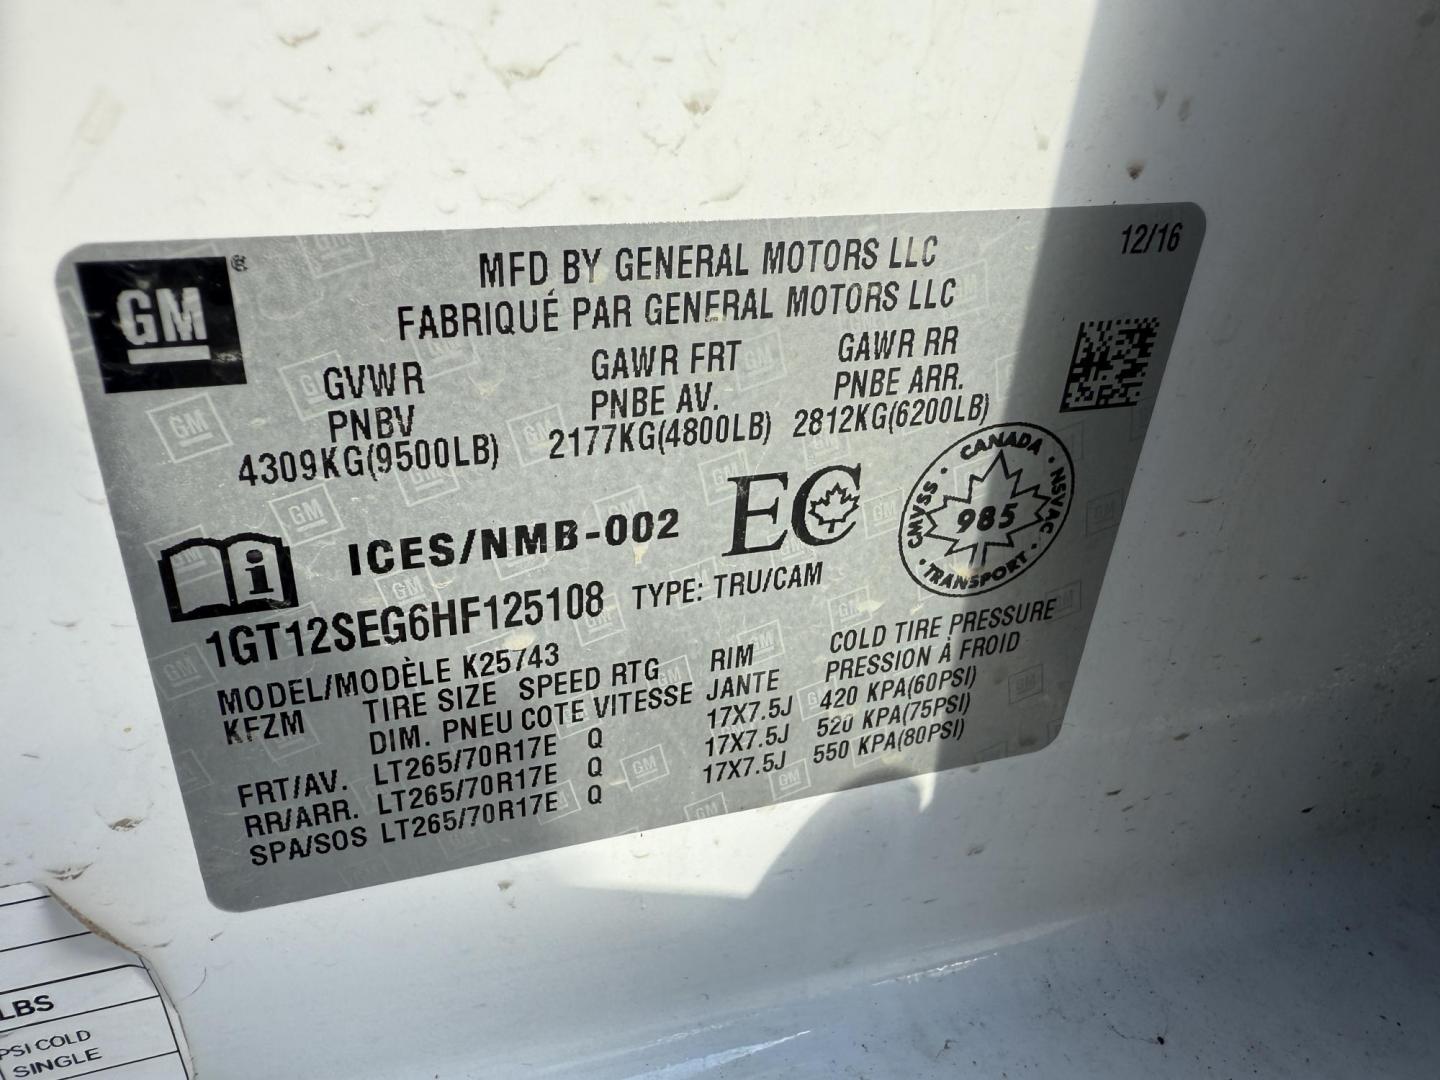 GM®
12/16
MFD BY GENERAL MOTORS LLC
FABRIQUÉ PAR GENERAL MOTORS LLC
GVWR GAWR FRT GAWR RR
PNBV PNBE AV. PNBE ARR.
4309KG(9500LB) 2177KG(4800LB) 2812KG(6200LB)
ICES/NMB-002 EC
CANADA · NSVAC · TRANSPORT · CMVSS ·
985
1GT12SEG6HF125108 TYPE: TRU/CAM
MODEL/MODÈLE K25743
KFZM TIRE SIZE SPEED RTG RIM COLD TIRE PRESSURE
DIM. PNEU COTE VITESSE JANTE PRESSION À FROID
FRT/AV. LT265/70R17E Q 17X7.5J 420 KPA(60PSI)
RR/ARR. LT265/70R17E Q 17X7.5J 520 KPA(75PSI)
SPA/SOS LT265/70R17E Q 17X7.5J 550 KPA(80PSI)
LBS
PSI COLD
SINGLE